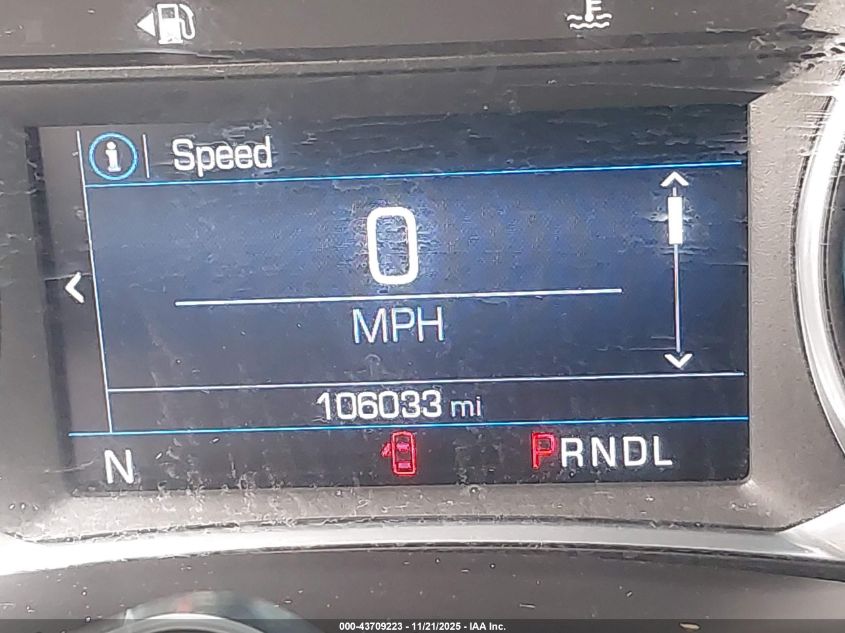 Speed
0
MPH
106033 mi
N PRNDL
000-43709223 - 11/21/2025 - IAA Inc.